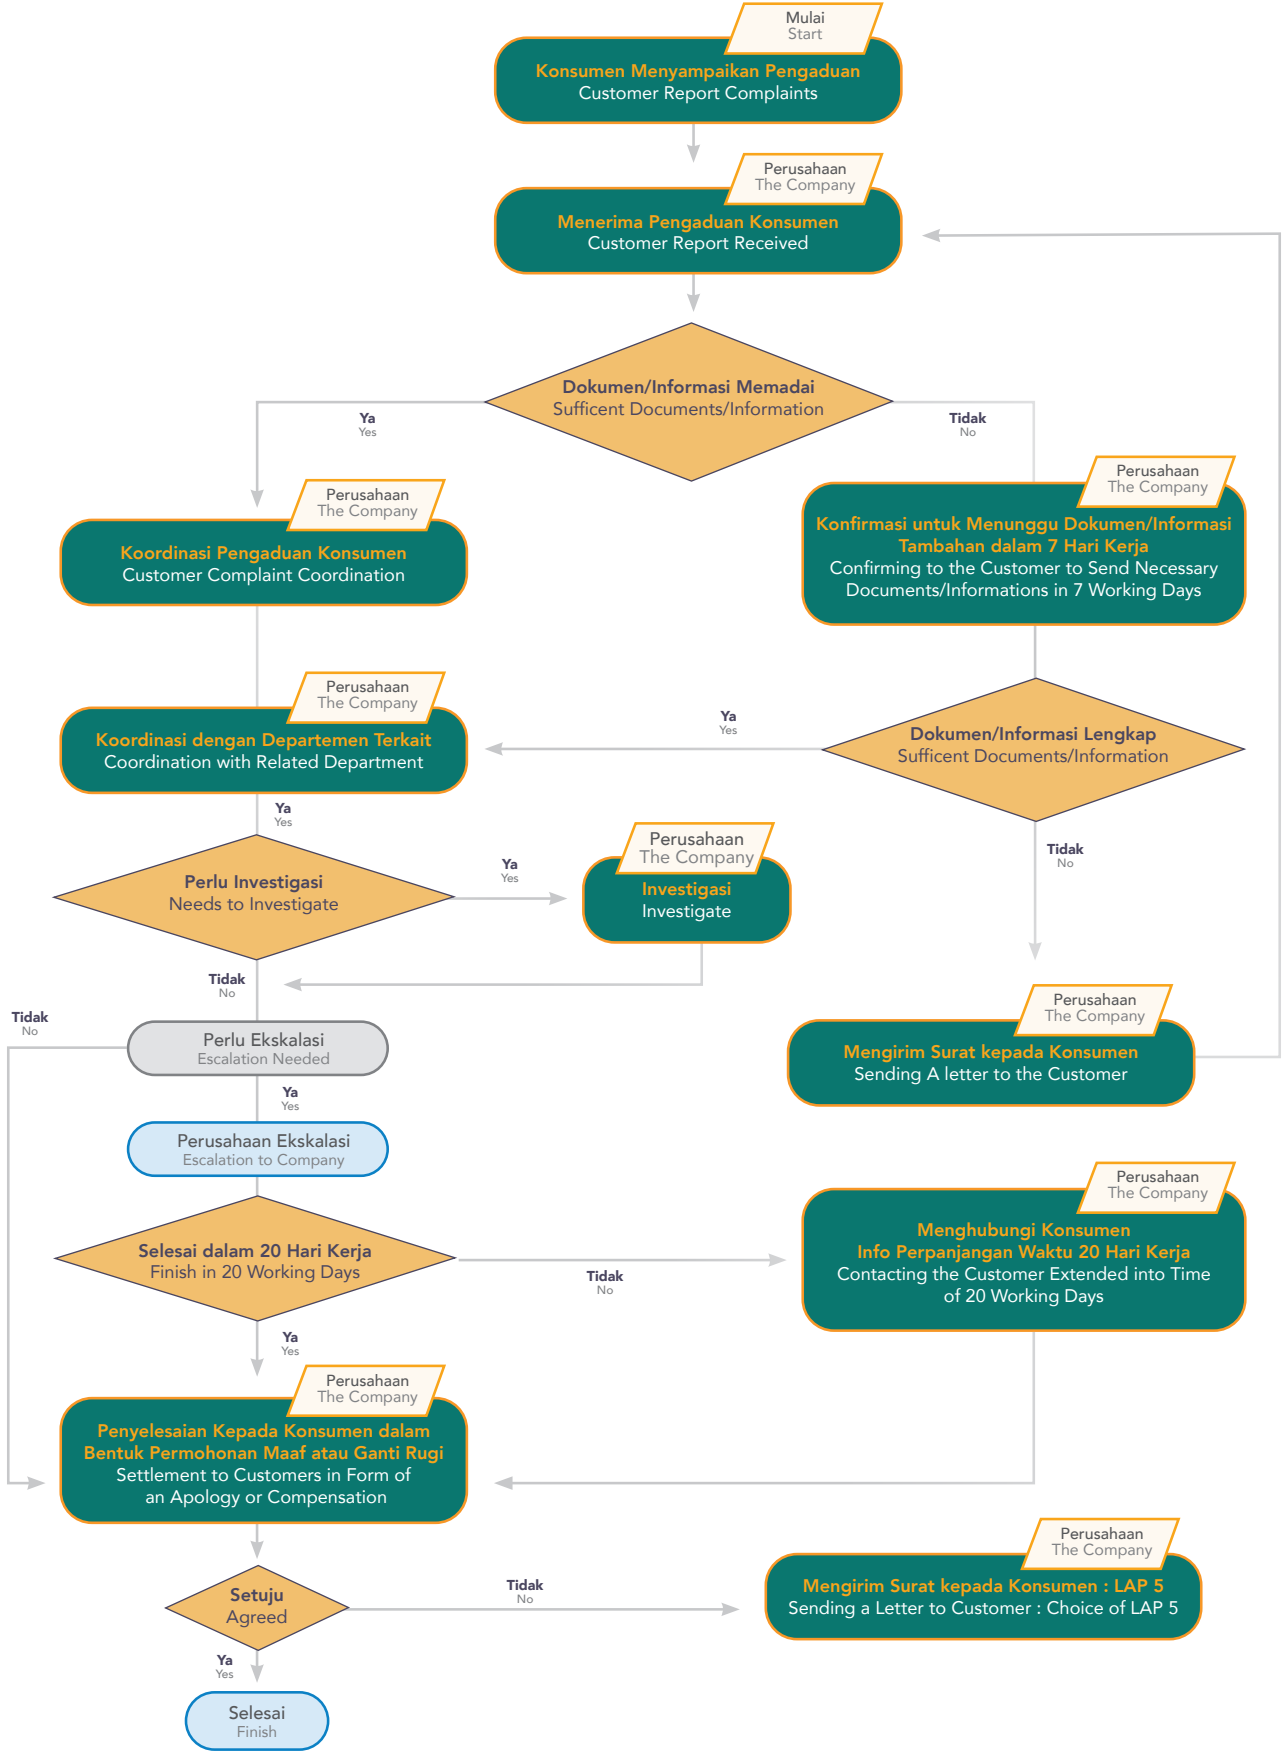 Mulai
Start
Konsumen Menyampaikan Pengaduan
Customer Report Complaints
Perusahaan
The Company
Menerima Pengaduan Konsumen
Customer Report Received
Dokumen/Informasi Memadai
Sufficent Documents/Information
Ya
Yes
Tidak
No
Perusahaan
The Company
Koordinasi Pengaduan Konsumen
Customer Complaint Coordination
Perusahaan
The Company
Konfirmasi untuk Menunggu Dokumen/Informasi
Tambahan dalam 7 Hari Kerja
Confirming to the Customer to Send Necessary
Documents/Informations in 7 Working Days
Perusahaan
The Company
Koordinasi dengan Departemen Terkait
Coordination with Related Department
Ya
Yes
Dokumen/Informasi Lengkap
Sufficent Documents/Information
Ya
Yes
Perlu Investigasi
Needs to Investigate
Ya
Yes
Perusahaan
The Company
Investigasi
Investigate
Tidak
No
Tidak
No
Tidak
No
Perlu Ekskalasi
Escalation Needed
Perusahaan
The Company
Mengirim Surat kepada Konsumen
Sending A letter to the Customer
Ya
Yes
Perusahaan Ekskalasi
Escalation to Company
Selesai dalam 20 Hari Kerja
Finish in 20 Working Days
Tidak
No
Perusahaan
The Company
Menghubungi Konsumen
Info Perpanjangan Waktu 20 Hari Kerja
Contacting the Customer Extended into Time
of 20 Working Days
Ya
Yes
Perusahaan
The Company
Penyelesaian Kepada Konsumen dalam
Bentuk Permohonan Maaf atau Ganti Rugi
Settlement to Customers in Form of
an Apology or Compensation
Setuju
Agreed
Tidak
No
Perusahaan
The Company
Mengirim Surat kepada Konsumen : LAP 5
Sending a Letter to Customer : Choice of LAP 5
Ya
Yes
Selesai
Finish